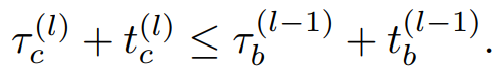 τ_c^{(l)} + t_c^{(l)} ≤ τ_b^{(l−1)} + t_b^{(l−1)}.